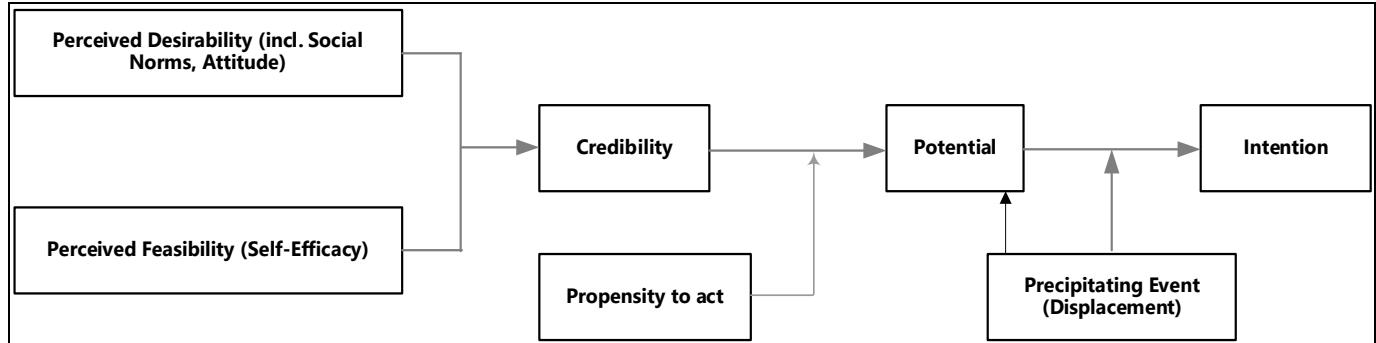 Perceived Desirability (incl. Social
Norms, Attitude)
Credibility
Potential
Intention
Perceived Feasibility (Self-Efficacy)
Propensity to act
Precipitating Event
(Displacement)